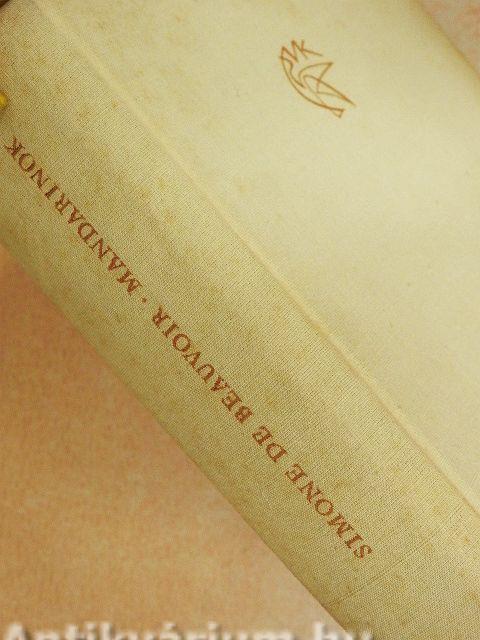 SIMONE DE BEAUVOIR · MANDARINOK
Antikvárium.hu